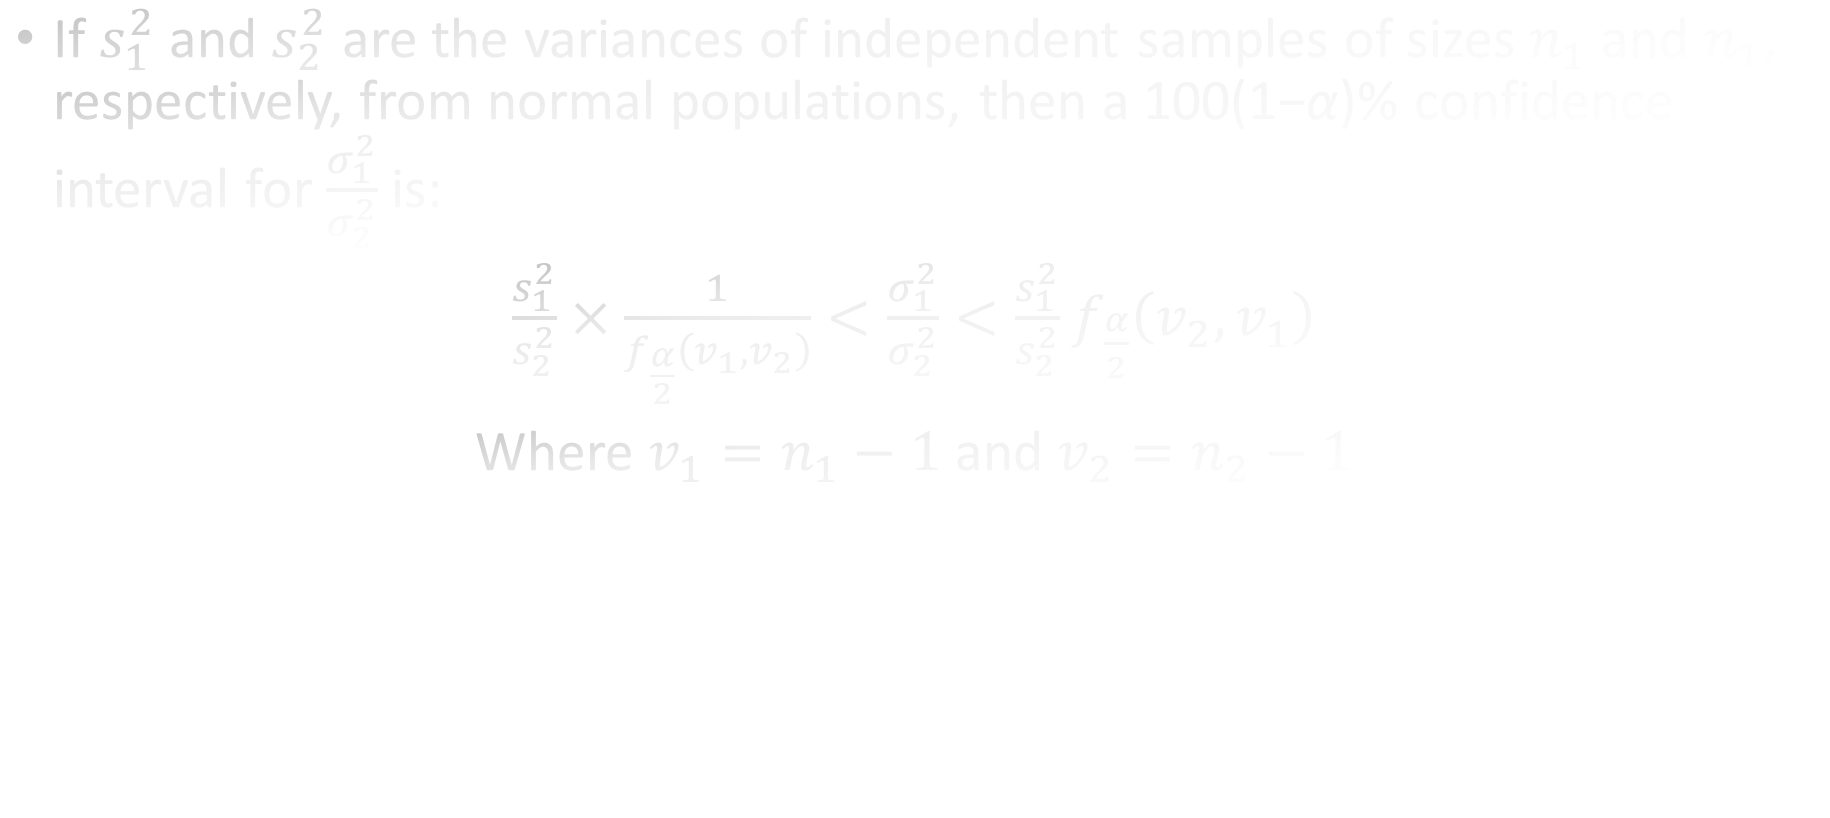 • If s₁² and s₂² are the variances of independent samples of sizes n₁ and n₁,
respectively, from normal populations, then a 100(1−α)% confidence
interval for σ₁²/σ₂² is:
s₁²/s₂² × 1/f_{α/2}(v₁,v₂) < σ₁²/σ₂² < s₁²/s₂² f_{α/2}(v₂, v₁)
Where v₁ = n₁ − 1 and v₂ = n₂ − 1